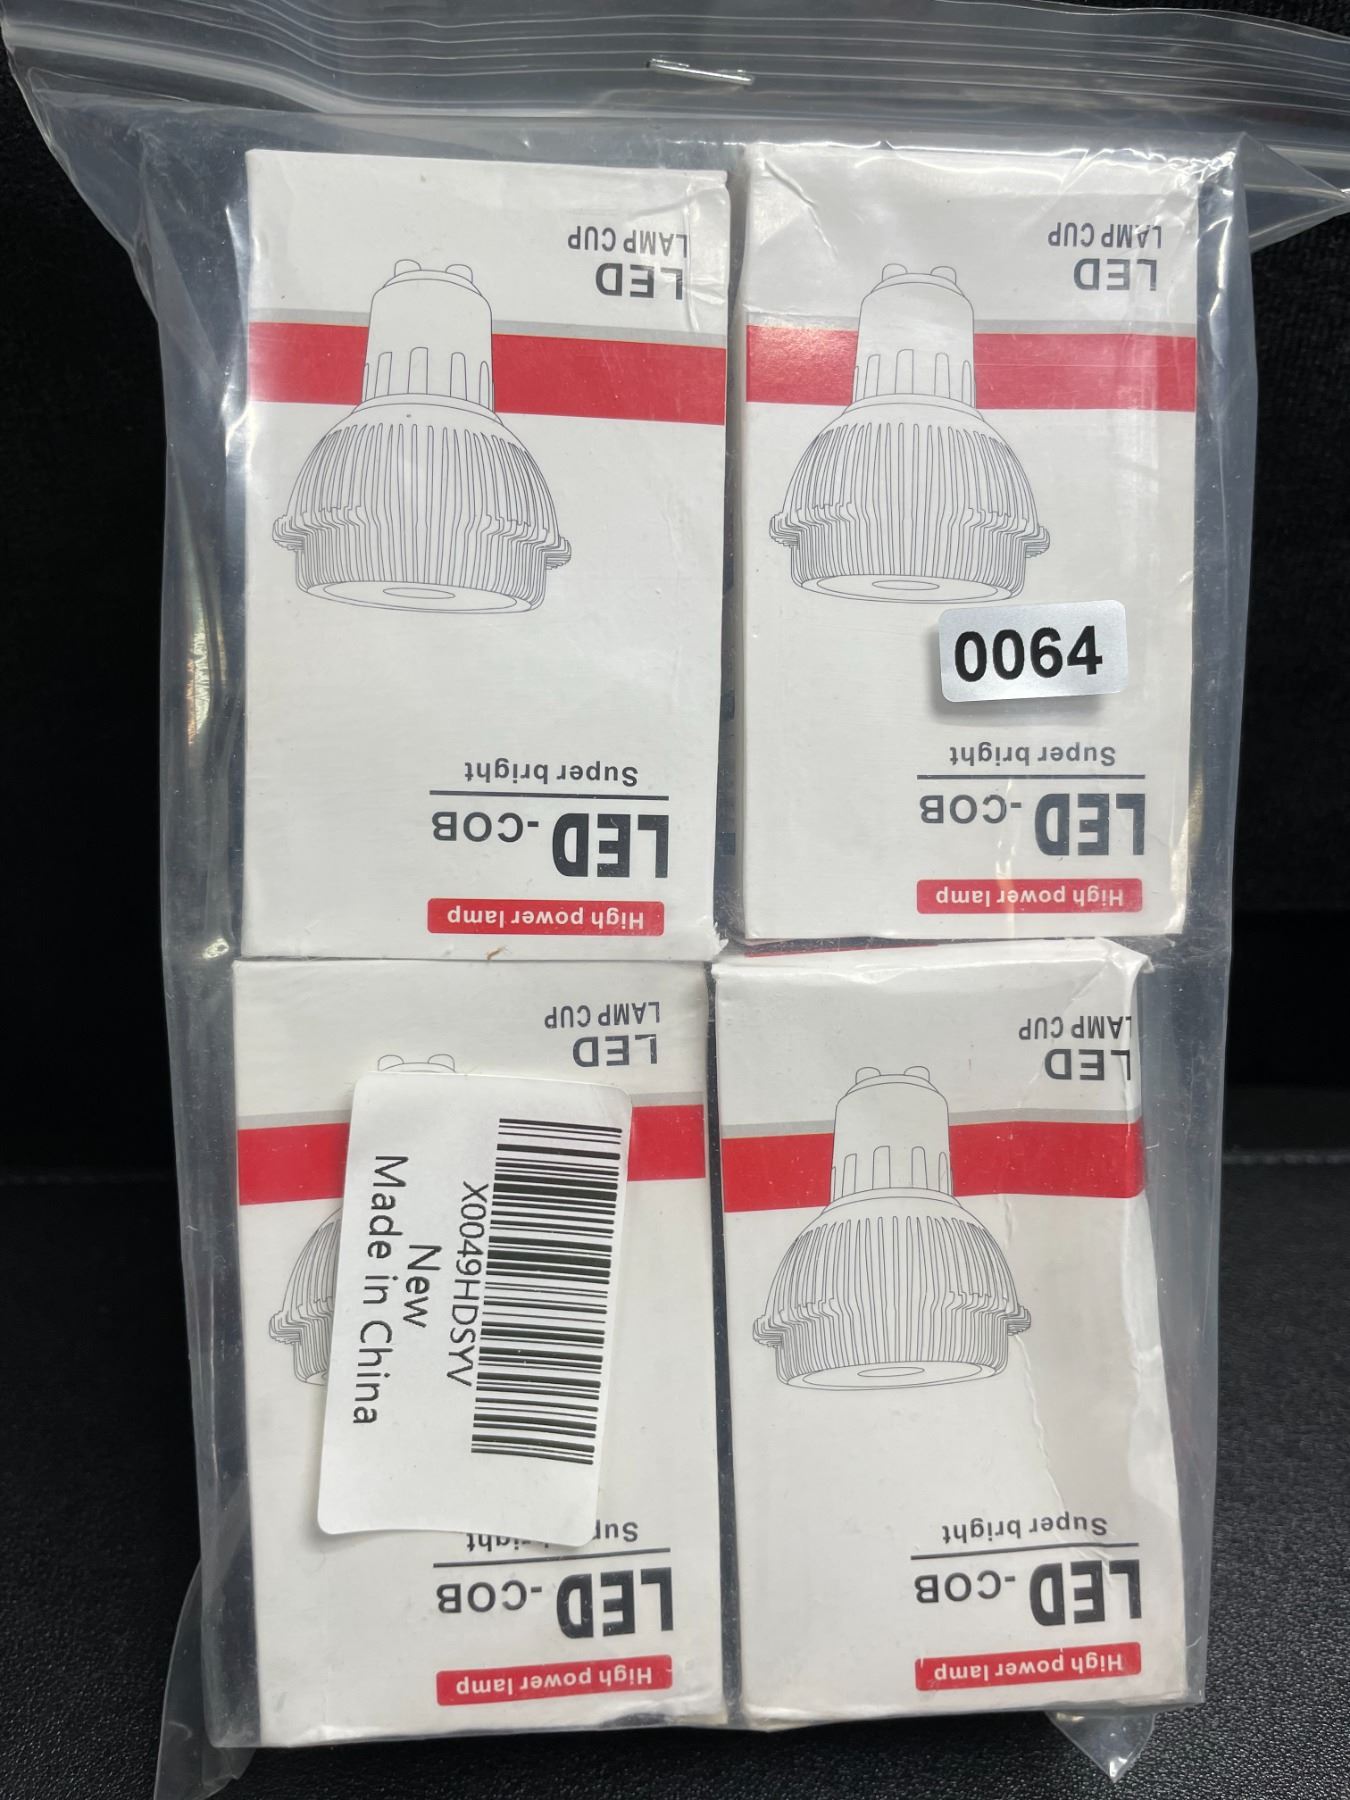 LED
LAMP CUP
High power lamp
LED-COB
Super bright
LED
LAMP CUP
0064
High power lamp
LED-COB
Super bright
LED
LAMP CUP
X0049HDSYV
New
Made in China
High power lamp
LED-COB
LED
LAMP CUP
High power lamp
LED-COB
Super bright